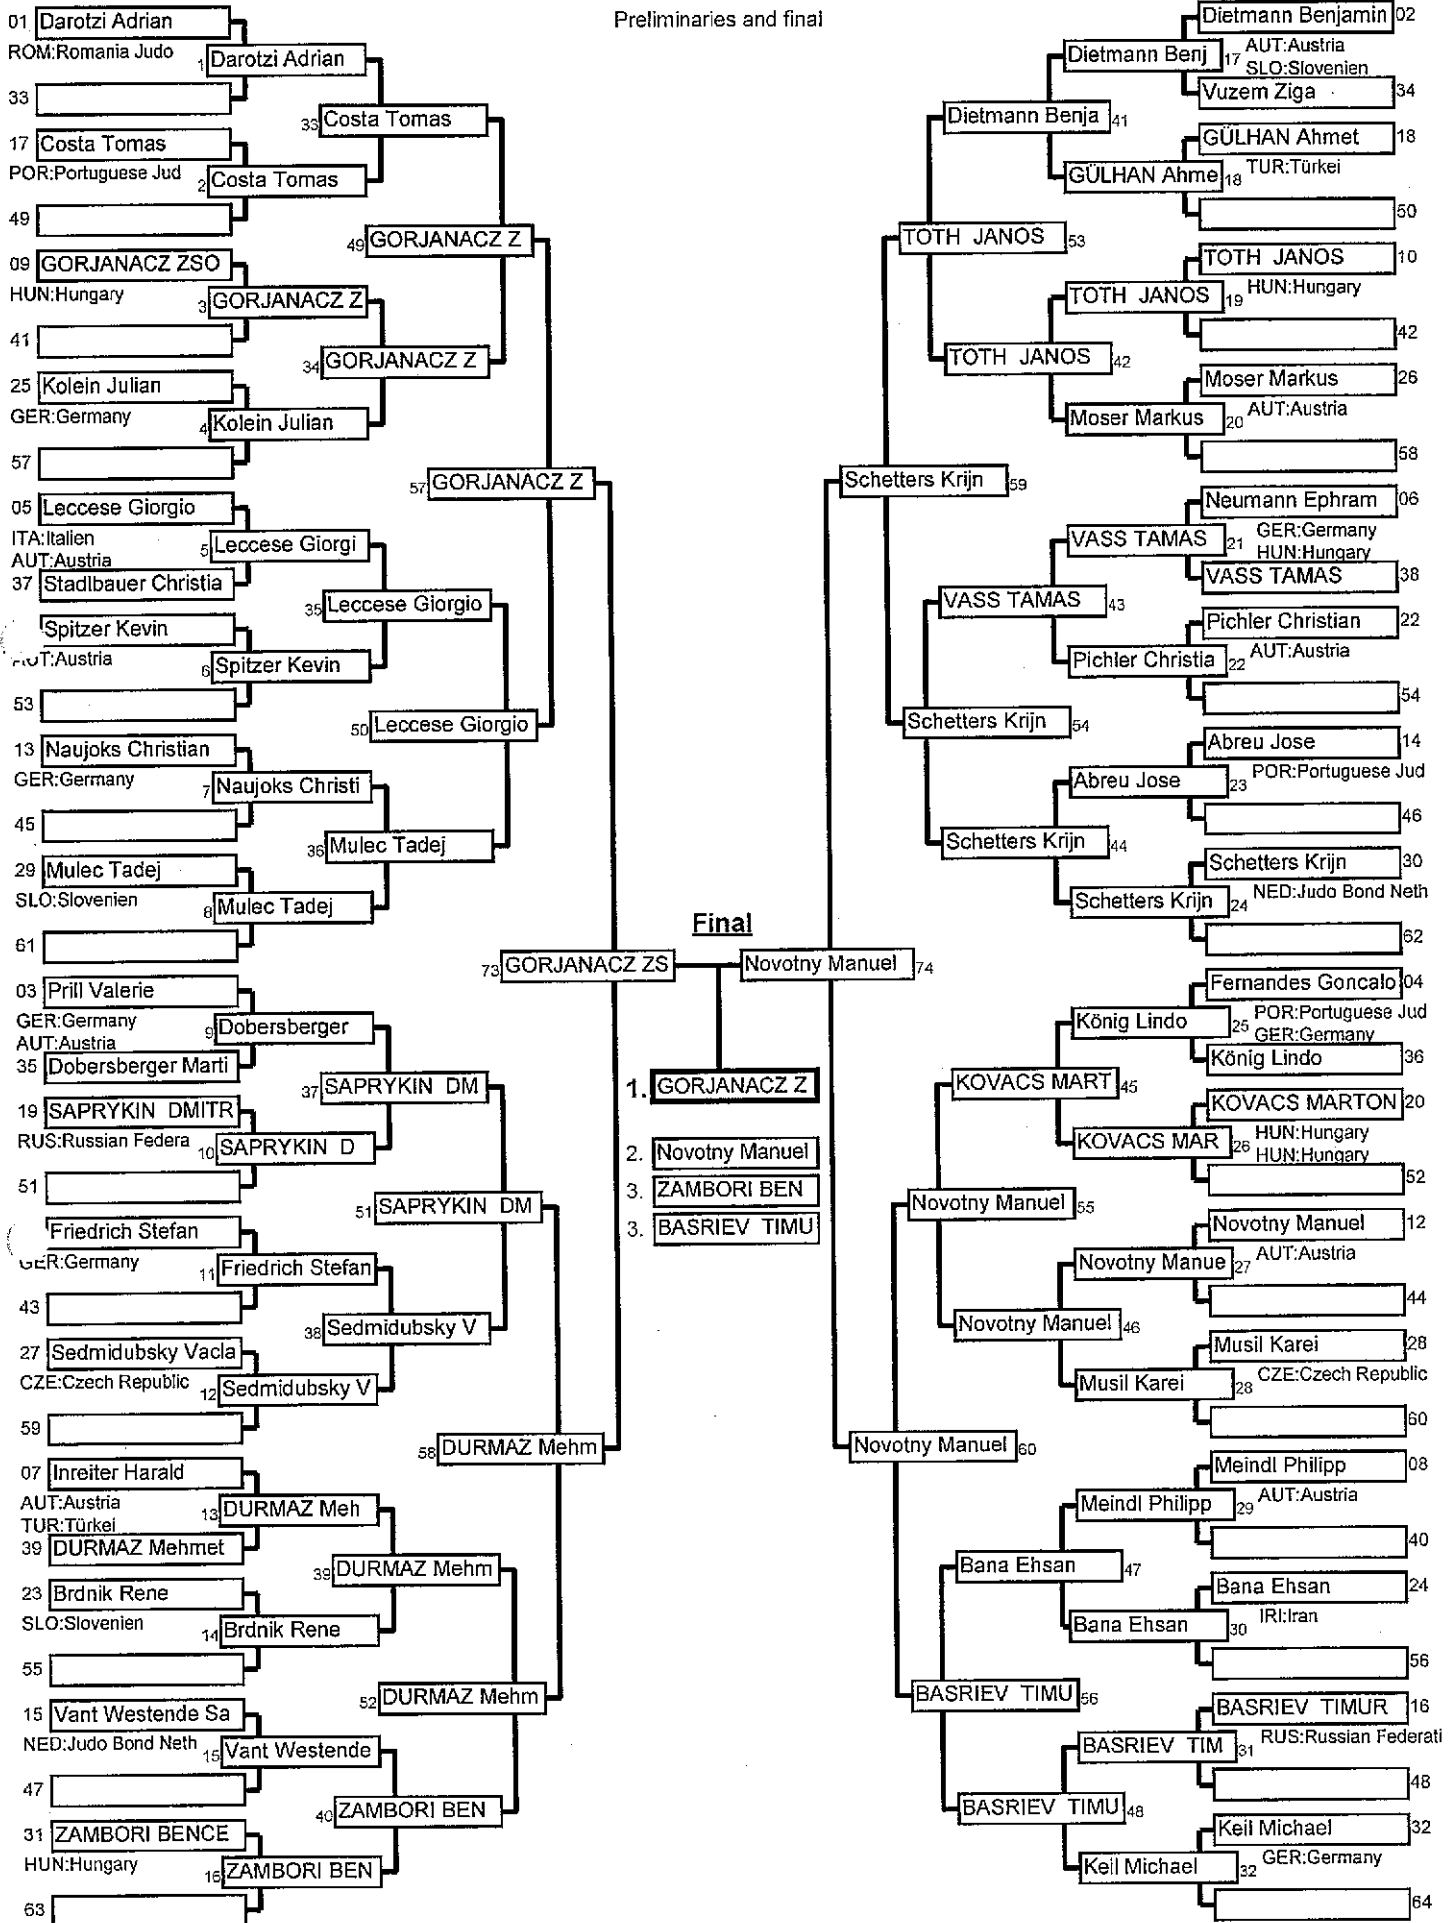 Preliminaries and final
01 Darotzi Adrian
ROM:Romania Judo
1 Darotzi Adrian
33
33 Costa Tomas
17 Costa Tomas
POR:Portuguese Jud
2 Costa Tomas
49
49 GORJANACZ Z
09 GORJANACZ ZSO
HUN:Hungary
3 GORJANACZ Z
41
34 GORJANACZ Z
25 Kolein Julian
GER:Germany
4 Kolein Julian
57
57 GORJANACZ Z
05 Leccese Giorgio
ITA:Italien
AUT:Austria
5 Leccese Giorgi
37 Stadlbauer Christia
35 Leccese Giorgio
Spitzer Kevin
AUT:Austria
6 Spitzer Kevin
53
50 Leccese Giorgio
13 Naujoks Christian
GER:Germany
7 Naujoks Christi
45
36 Mulec Tadej
29 Mulec Tadej
SLO:Slovenien
8 Mulec Tadej
61
Final
73 GORJANACZ ZS
Novotny Manuel 74
03 Prill Valerie
GER:Germany
AUT:Austria
9 Dobersberger
35 Dobersberger Marti
37 SAPRYKIN DM
19 SAPRYKIN DMITR
RUS:Russian Federa
10 SAPRYKIN D
51
51 SAPRYKIN DM
Friedrich Stefan
GER:Germany
11 Friedrich Stefan
43
38 Sedmidubsky V
27 Sedmidubsky Vacla
CZE:Czech Republic
12 Sedmidubsky V
59
58 DURMAZ Mehm
07 Inreiter Harald
AUT:Austria
TUR:Türkei
13 DURMAZ Meh
39 DURMAZ Mehmet
39 DURMAZ Mehm
23 Brdnik Rene
SLO:Slovenien
14 Brdnik Rene
55
52 DURMAZ Mehm
15 Vant Westende Sa
NED:Judo Bond Neth
15 Vant Westende
47
40 ZAMBORI BEN
31 ZAMBORI BENCE
HUN:Hungary
16 ZAMBORI BEN
63
1. GORJANACZ Z
2. Novotny Manuel
3. ZAMBORI BEN
3. BASRIEV TIMU
Dietmann Benjamin 02
Dietmann Benj 17
AUT:Austria
SLO:Slovenien
Vuzem Ziga 34
Dietmann Benja 41
GÜLHAN Ahmet 18
GÜLHAN Ahme 18
TUR:Türkei
50
TOTH JANOS 53
TOTH JANOS 10
TOTH JANOS 19
HUN:Hungary
42
TOTH JANOS 42
Moser Markus 26
Moser Markus 20
AUT:Austria
58
Schetters Krijn 59
Neumann Ephram 06
VASS TAMAS 21
GER:Germany
HUN:Hungary
VASS TAMAS 38
VASS TAMAS 43
Pichler Christian 22
Pichler Christia 22
AUT:Austria
54
Schetters Krijn 54
Abreu Jose 14
Abreu Jose 23
POR:Portuguese Jud
46
Schetters Krijn 44
Schetters Krijn 30
Schetters Krijn 24
NED:Judo Bond Neth
62
Fernandes Goncalo 04
König Lindo 25
POR:Portuguese Jud
GER:Germany
König Lindo 36
KOVACS MART 45
KOVACS MARTON 20
KOVACS MAR 26
HUN:Hungary
HUN:Hungary
52
Novotny Manuel 55
Novotny Manuel 12
Novotny Manue 27
AUT:Austria
44
Novotny Manuel 46
Musil Karei 28
Musil Karei 28
CZE:Czech Republic
60
Novotny Manuel 60
Meindl Philipp 08
Meindl Philipp 29
AUT:Austria
40
Bana Ehsan 47
Bana Ehsan 24
Bana Ehsan 30
IRI:Iran
56
BASRIEV TIMU 56
BASRIEV TIMUR 16
BASRIEV TIM 31
RUS:Russian Federati
48
BASRIEV TIMU 48
Keil Michael 32
Keil Michael 32
GER:Germany
64